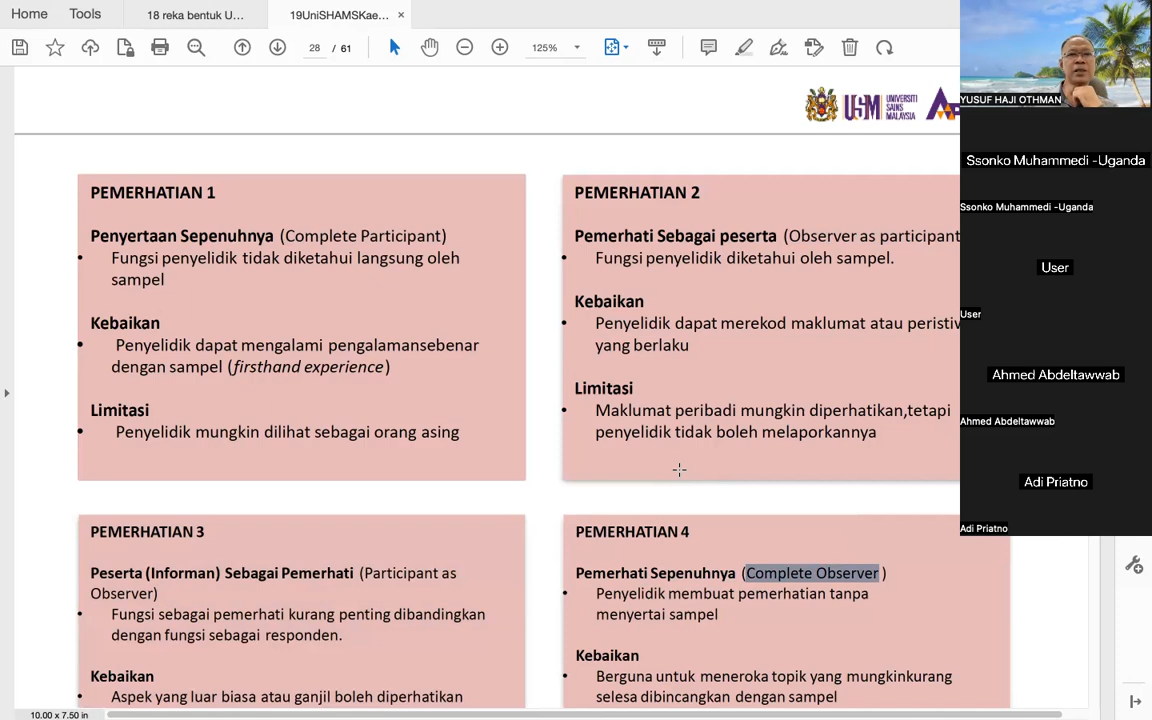 Home
Tools
18 reka bentuk U...
19UniSHAMSKae...
×
28 / 61
125%
USM UNIVERSITI SAINS MALAYSIA
PEMERHATIAN 1
Penyertaan Sepenuhnya (Complete Participant)
• Fungsi penyelidik tidak diketahui langsung oleh
sampel
Kebaikan
• Penyelidik dapat mengalami pengalamansebenar
dengan sampel (firsthand experience)
Limitasi
• Penyelidik mungkin dilihat sebagai orang asing
PEMERHATIAN 2
Pemerhati Sebagai peserta (Observer as participant
• Fungsi penyelidik diketahui oleh sampel.
Kebaikan
• Penyelidik dapat merekod maklumat atau peristiw
yang berlaku
Limitasi
• Maklumat peribadi mungkin diperhatikan,tetapi
penyelidik tidak boleh melaporkannya
PEMERHATIAN 3
Peserta (Informan) Sebagai Pemerhati (Participant as
Observer)
• Fungsi sebagai pemerhati kurang penting dibandingkan
dengan fungsi sebagai responden.
Kebaikan
• Aspek yang luar biasa atau ganjil boleh diperhatikan
PEMERHATIAN 4
Pemerhati Sepenuhnya (Complete Observer )
• Penyelidik membuat pemerhatian tanpa
menyertai sampel
Kebaikan
• Berguna untuk meneroka topik yang mungkinkurang
selesa dibincangkan dengan sampel
10.00 x 7.50 in
YUSUF HAJI OTHMAN
Ssonko Muhammedi -Uganda
Ssonko Muhammedi -Uganda
User
User
Ahmed Abdeltawwab
Ahmed Abdeltawwab
Adi Priatno
Adi Priatno